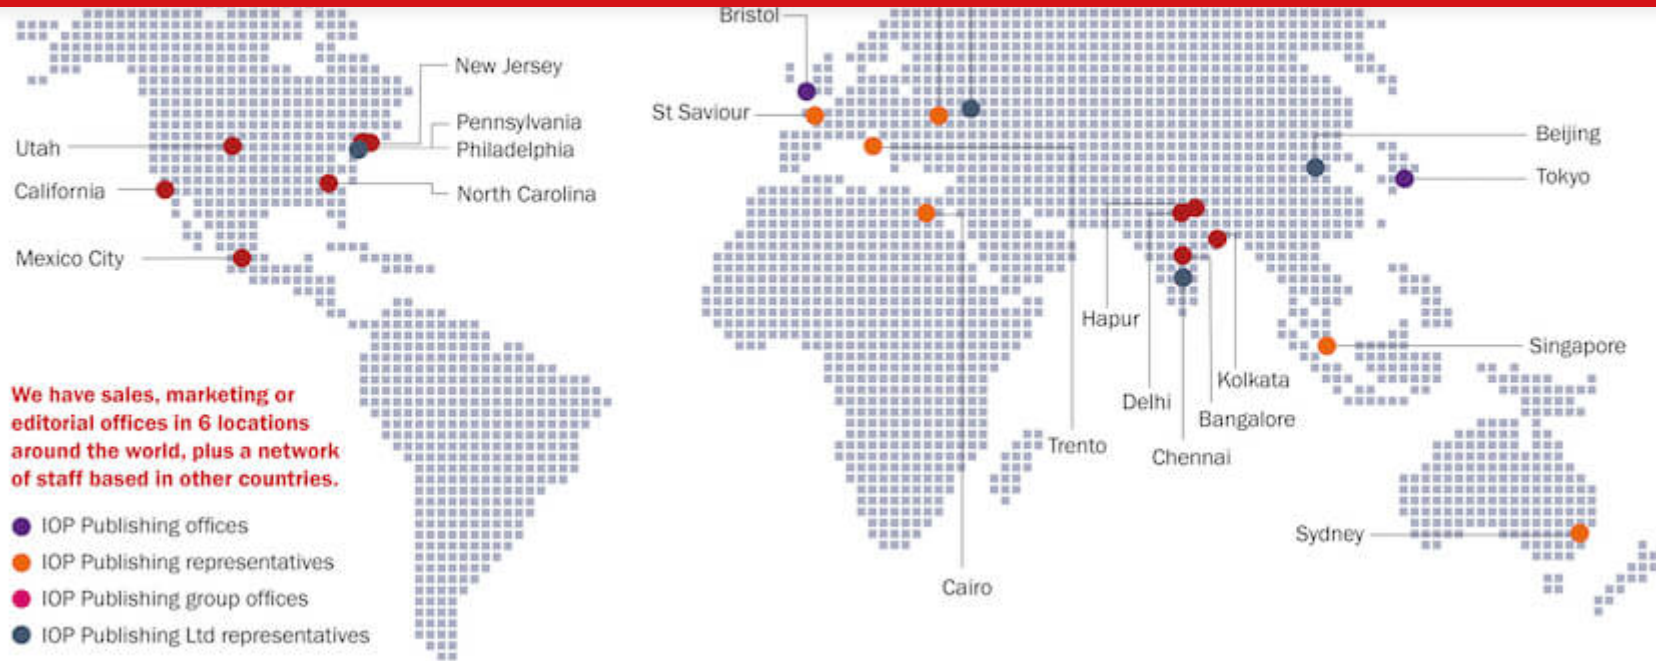 Bristol
New Jersey
St Saviour
Pennsylvania
Philadelphia
Utah
California
North Carolina
Mexico City
Beijing
Tokyo
Hapur
Singapore
Kolkata
Delhi
Bangalore
Trento
Chennai
Sydney
Cairo
We have sales, marketing or
editorial offices in 6 locations
around the world, plus a network
of staff based in other countries.
IOP Publishing offices
IOP Publishing representatives
IOP Publishing group offices
IOP Publishing Ltd representatives